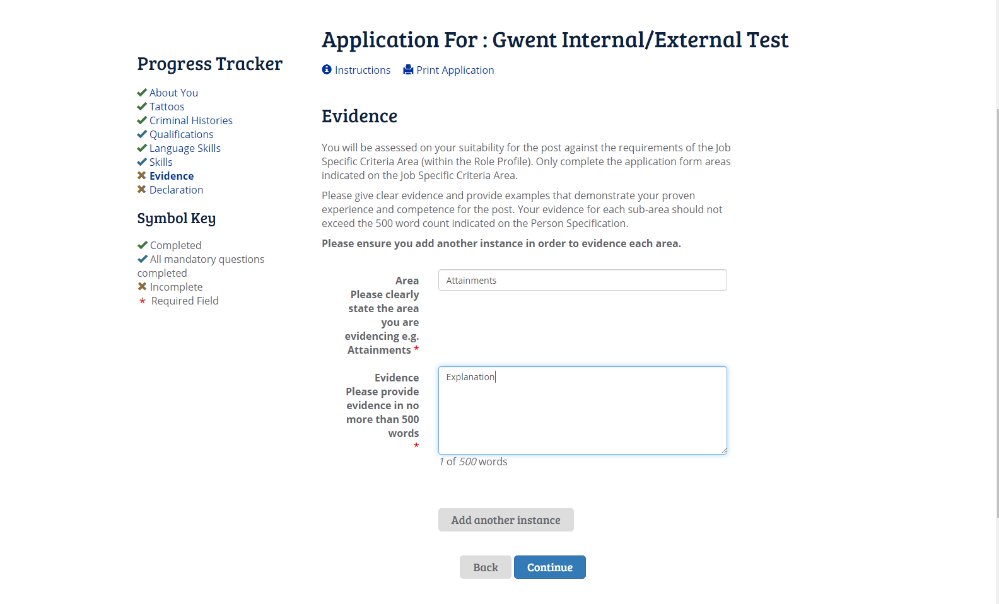 Application For : Gwent Internal/External Test
Instructions Print Application
Progress Tracker
About You
Tattoos
Criminal Histories
Qualifications
Language Skills
Skills
Evidence
Declaration
Symbol Key
Completed
All mandatory questions
completed
Incomplete
* Required Field
Evidence
You will be assessed on your suitability for the post against the requirements of the Job
Specific Criteria Area (within the Role Profile). Only complete the application form areas
indicated on the Job Specific Criteria Area.
Please give clear evidence and provide examples that demonstrate your proven
experience and competence for the post. Your evidence for each sub-area should not
exceed the 500 word count indicated on the Person Specification.
Please ensure you add another instance in order to evidence each area.
Area
Please clearly
state the area
you are
evidencing e.g.
Attainments *
Attainments
Evidence
Please provide
evidence in no
more than 500
words
*
Explanation
1 of 500 words
Add another instance
Back Continue